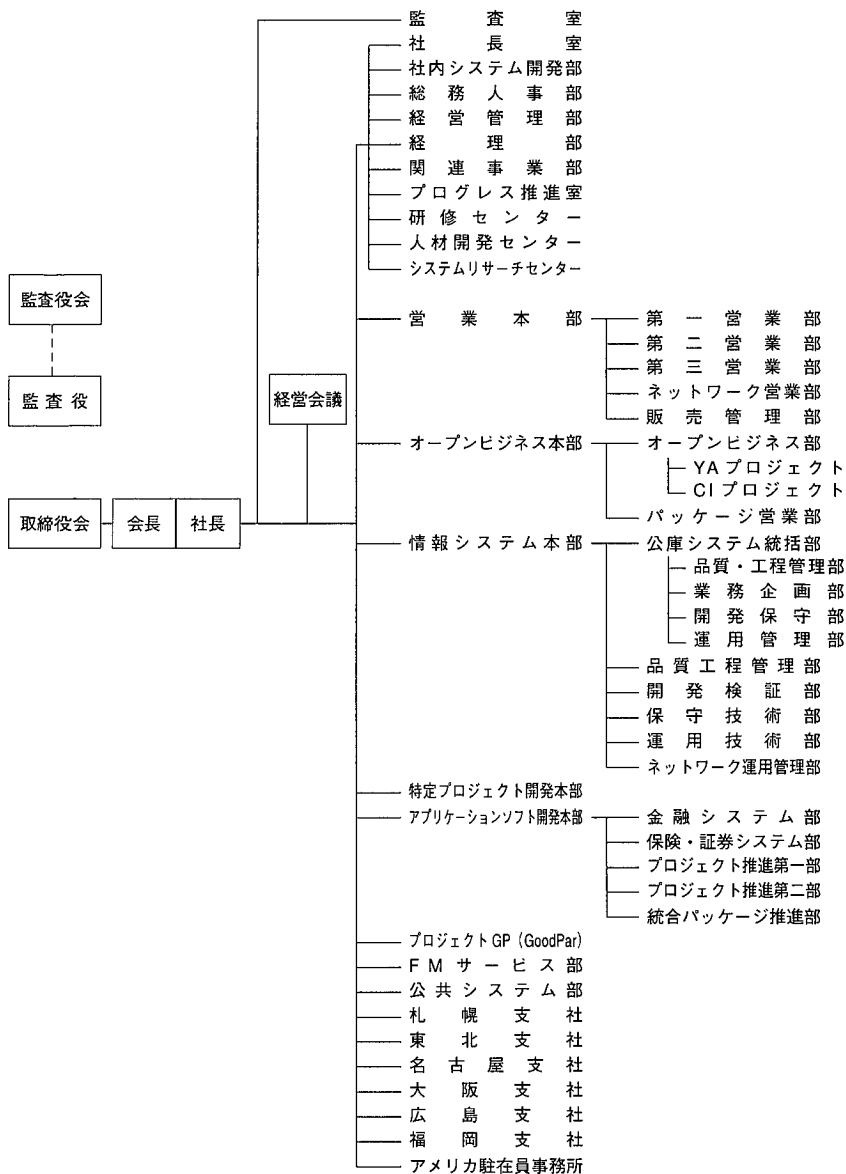 監査室
社長室
社内システム開発部
総務人事部
経営管理部
経理部
関連事業部
プログレス推進室
研修センター
人材開発センター
システムリサーチセンター
監査役会
監査役
経営会議
取締役会
会長
社長
営業本部
第一営業部
第二営業部
第三営業部
ネットワーク営業部
販売管理部
オープンビジネス本部
オープンビジネス部
YAプロジェクト
CIプロジェクト
パッケージ営業部
情報システム本部
公庫システム統括部
品質・工程管理部
業務企画部
開発保守部
運用管理部
品質工程管理部
開発検証部
保守技術部
運用技術部
ネットワーク運用管理部
特定プロジェクト開発本部
アプリケーションソフト開発本部
金融システム部
保険・証券システム部
プロジェクト推進第一部
プロジェクト推進第二部
統合パッケージ推進部
プロジェクトGP（GoodPar）
FMサービス部
公共システム部
札幌支社
東北支社
名古屋支社
大阪支社
広島支社
福岡支社
アメリカ駐在員事務所